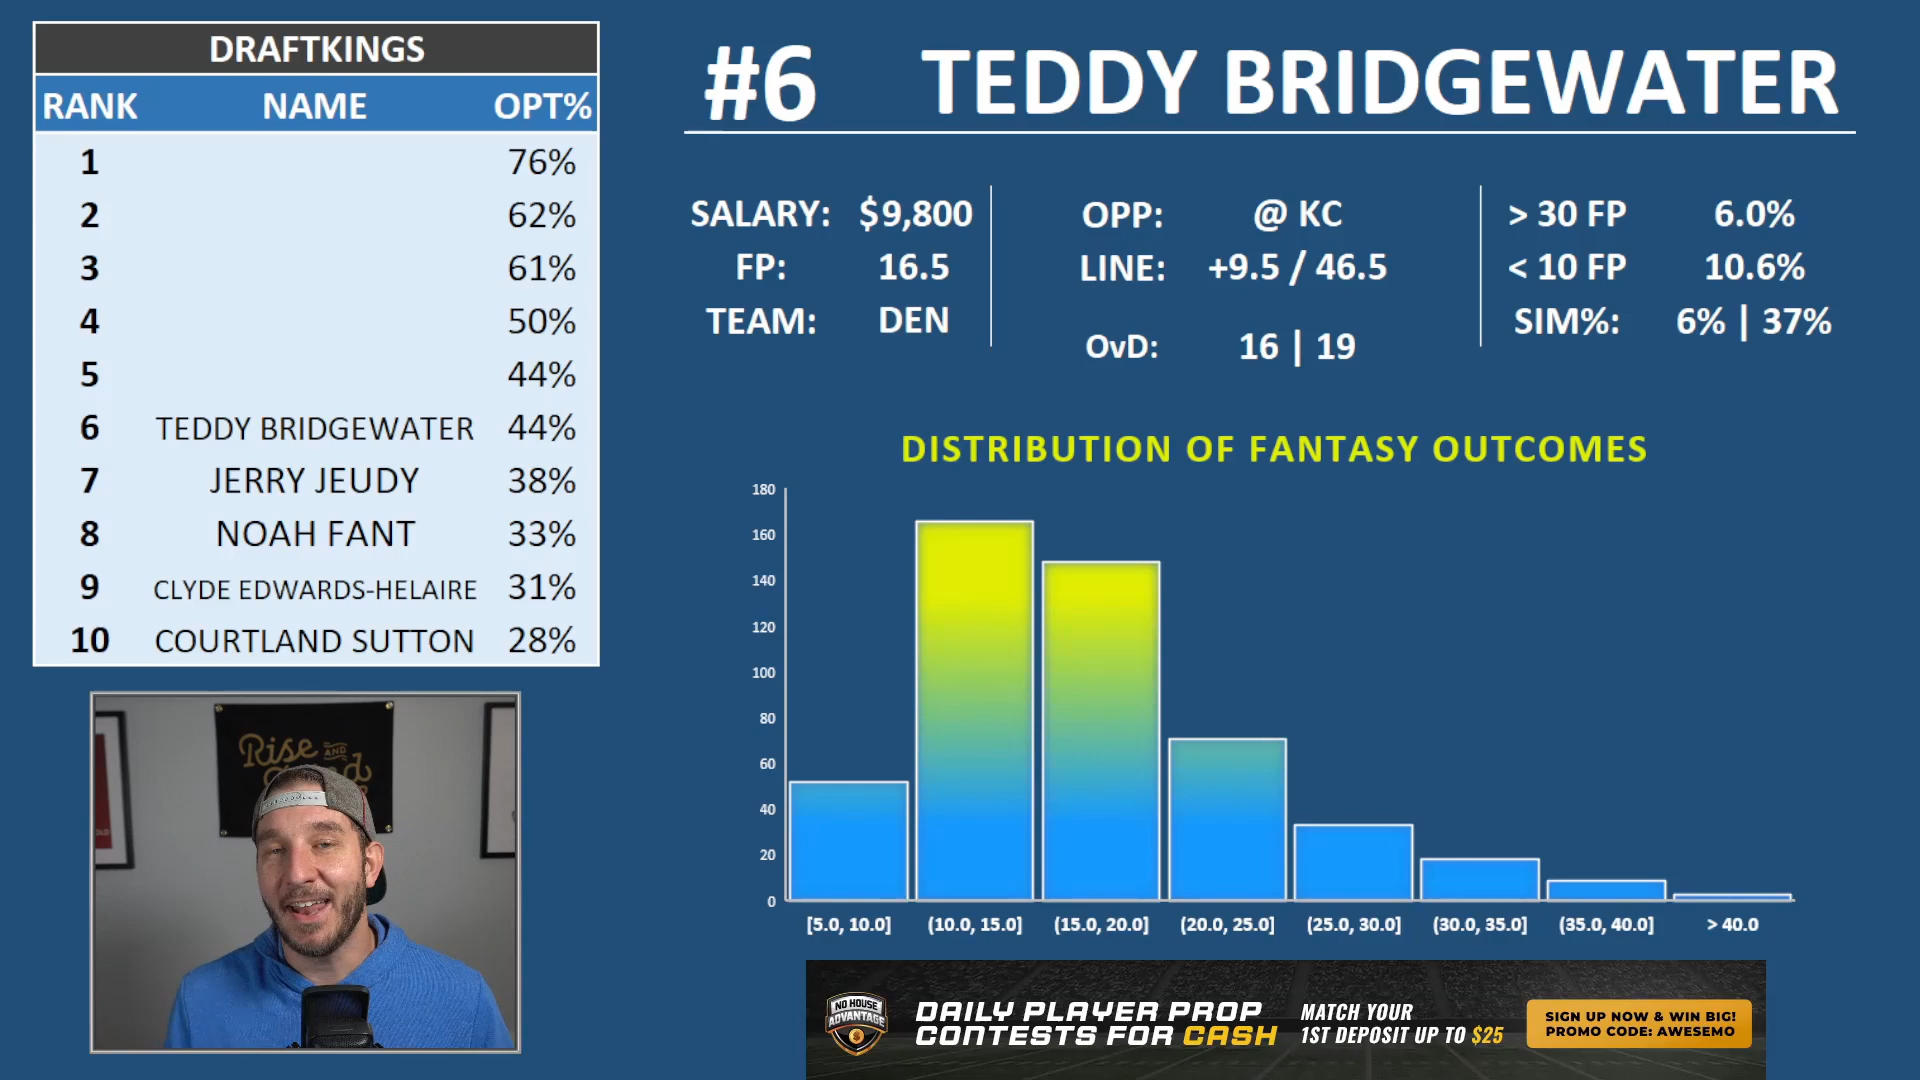 DRAFTKINGS
RANK NAME OPT%
1 76%
2 62%
3 61%
4 50%
5 44%
6 TEDDY BRIDGEWATER 44%
7 JERRY JEUDY 38%
8 NOAH FANT 33%
9 CLYDE EDWARDS-HELAIRE 31%
10 COURTLAND SUTTON 28%
#6 TEDDY BRIDGEWATER
SALARY: $9,800
FP: 16.5
TEAM: DEN
OPP: @ KC
LINE: +9.5 / 46.5
OvD: 16 | 19
> 30 FP 6.0%
< 10 FP 10.6%
SIM%: 6% | 37%
DISTRIBUTION OF FANTASY OUTCOMES
180
160
140
120
100
80
60
40
20
0
[5.0, 10.0] (10.0, 15.0] (15.0, 20.0] (20.0, 25.0] (25.0, 30.0] (30.0, 35.0] (35.0, 40.0] > 40.0
Rise AND
NO HOUSE
ADVANTAGE
DAILY PLAYER PROP
CONTESTS FOR CASH
MATCH YOUR
1ST DEPOSIT UP TO $25
SIGN UP NOW & WIN BIG!
PROMO CODE: AWESEMO